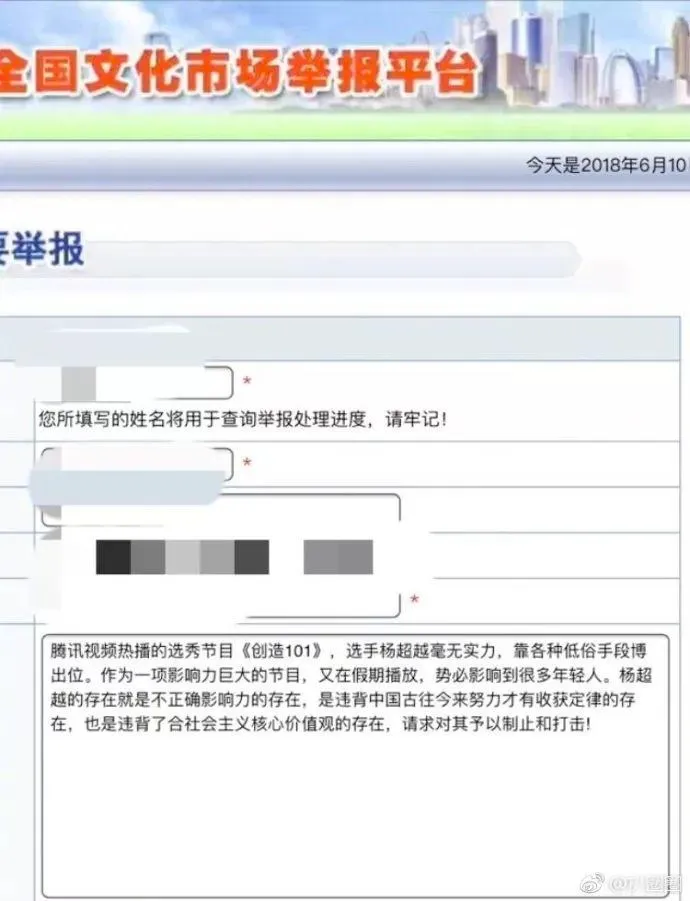 全国文化市场举报平台
今天是2018年6月10
要举报
*
您所填写的姓名将用于查询举报处理进度，请牢记！
*
*
腾讯视频热播的选秀节目《创造101》，选手杨超越毫无实力，靠各种低俗手段博
出位。作为一项影响力巨大的节目，又在假期播放，势必影响到很多年轻人。杨超
越的存在就是不正确影响力的存在，是违背中国古往今来努力才有收获定律的存
在，也是违背了合社会主义核心价值观的存在，请求对其予以制止和打击!